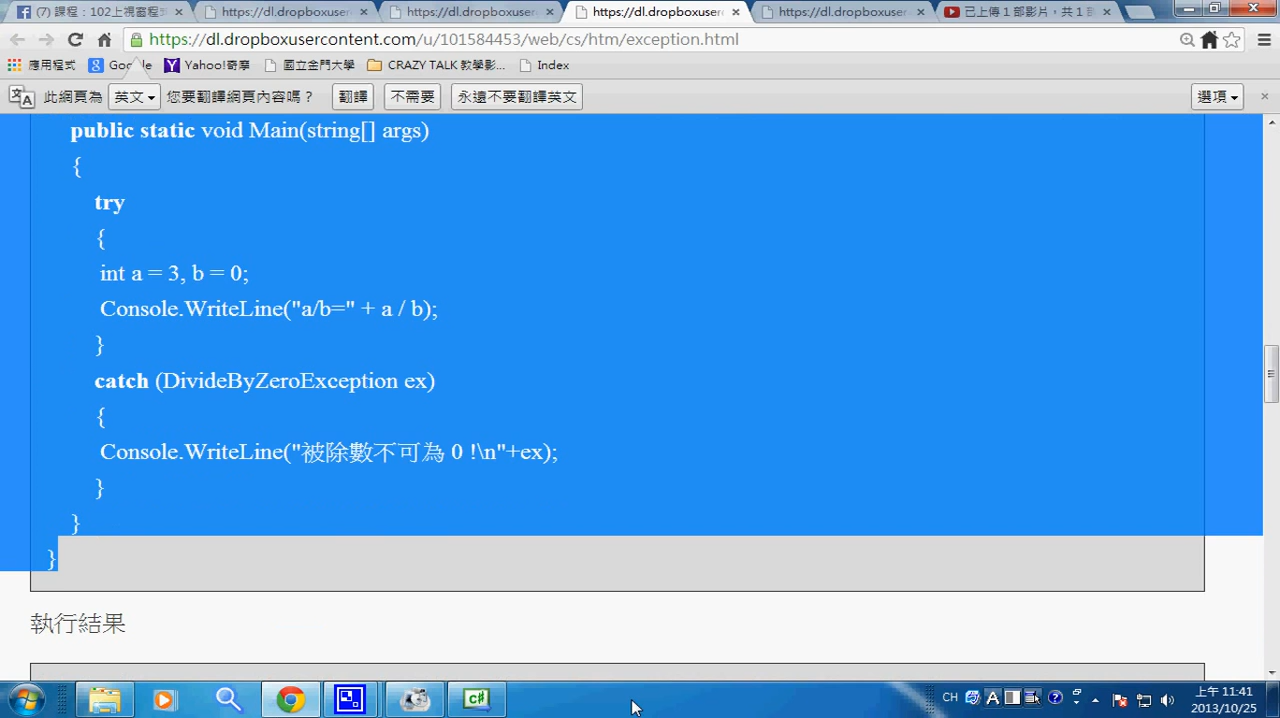 (7) 課程：102上視窗程式
https://dl.dropboxuser
https://dl.dropboxuser
https://dl.dropboxuser
https://dl.dropboxuser
已上傳 1 部影片，共 1 部
https://dl.dropboxusercontent.com/u/101584453/web/cs/htm/exception.html
應用程式 Google Yahoo!奇摩 國立金門大學 CRAZY TALK 教學影... Index
此網頁為 英文 您要翻譯網頁內容嗎？ 翻譯 不需要 永遠不要翻譯英文 選項
public static void Main(string[] args)
{
try
{
int a = 3, b = 0;
Console.WriteLine("a/b=" + a / b);
}
catch (DivideByZeroException ex)
{
Console.WriteLine("被除數不可為 0 !\n"+ex);
}
}
}
執行結果
C#
CH
A
上午 11:41
2013/10/25